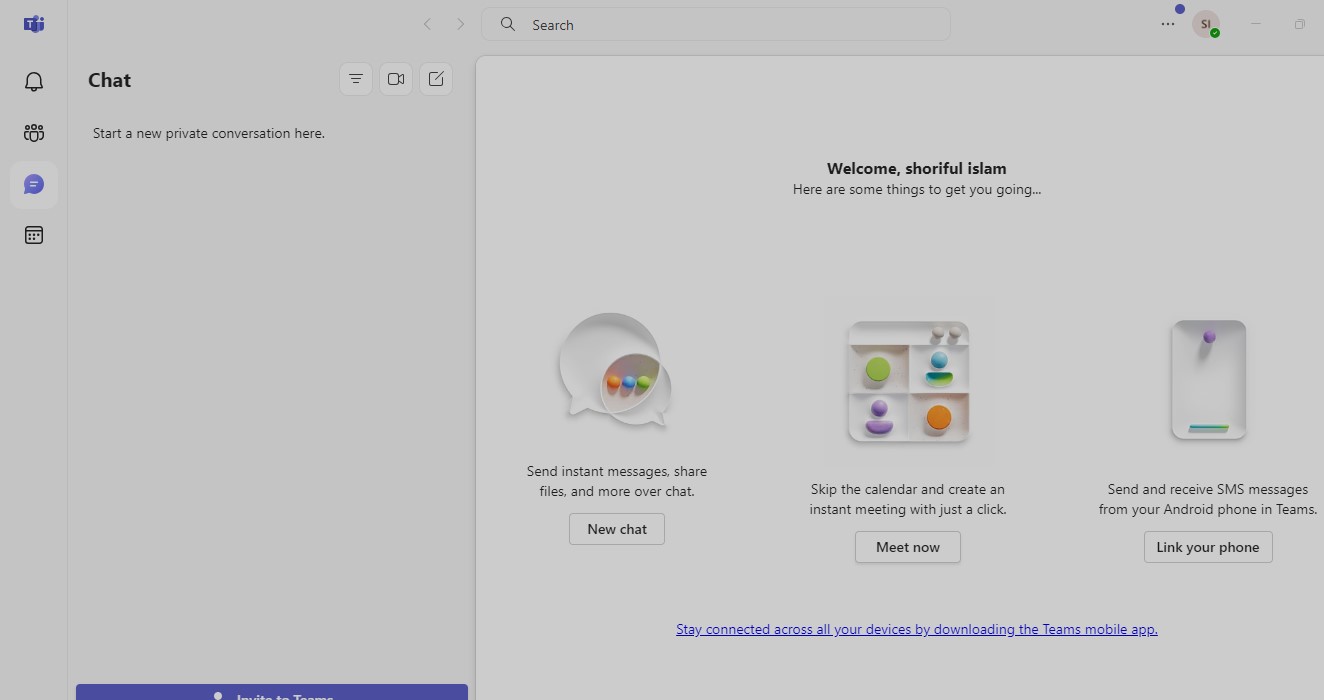 Search
SI
Chat
Start a new private conversation here.
Welcome, shoriful islam
Here are some things to get you going...
Send instant messages, share
files, and more over chat.
New chat
Skip the calendar and create an
instant meeting with just a click.
Meet now
Send and receive SMS messages
from your Android phone in Teams.
Link your phone
Stay connected across all your devices by downloading the Teams mobile app.
Invite to Teams